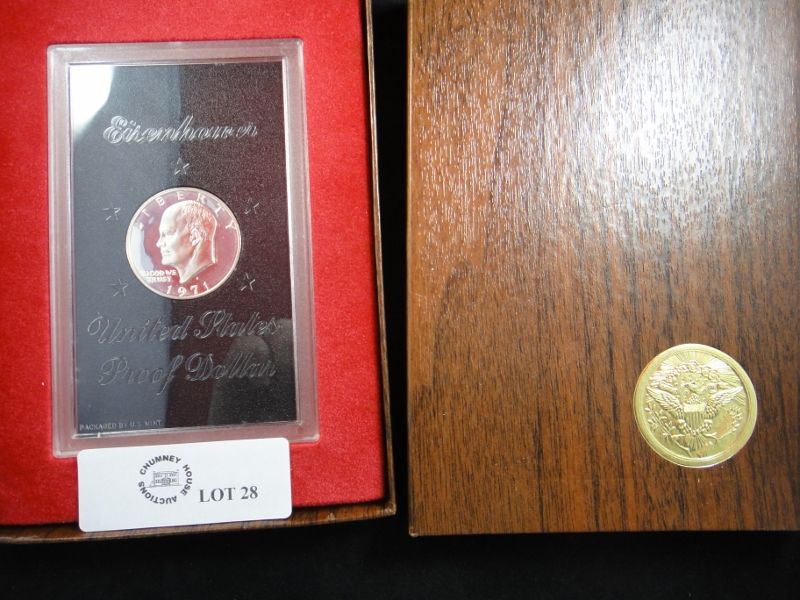 Eisenhower
LIBERTY
IN GOD WE
TRUST
1971
United States
Proof Dollar
PACKAGED BY U.S. MINT
CHUMNEY HOUSE AUCTIONS
LOT 28